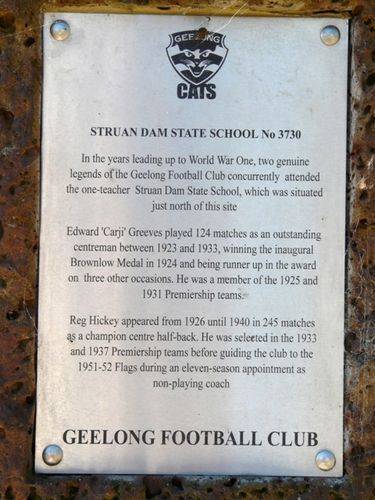 GEELONG
CATS
STRUAN DAM STATE SCHOOL No 3730
In the years leading up to World War One, two genuine
legends of the Geelong Football Club concurrently attended
the one-teacher Struan Dam State School, which was situated
just north of this site
Edward 'Carji' Greeves played 124 matches as an outstanding
centreman between 1923 and 1933, winning the inaugural
Brownlow Medal in 1924 and being runner up in the award
on three other occasions. He was a member of the 1925 and
1931 Premiership teams.
Reg Hickey appeared from 1926 until 1940 in 245 matches
as a champion centre half-back. He was selected in the 1933
and 1937 Premiership teams before guiding the club to the
1951-52 Flags during an eleven-season appointment as
non-playing coach
GEELONG FOOTBALL CLUB